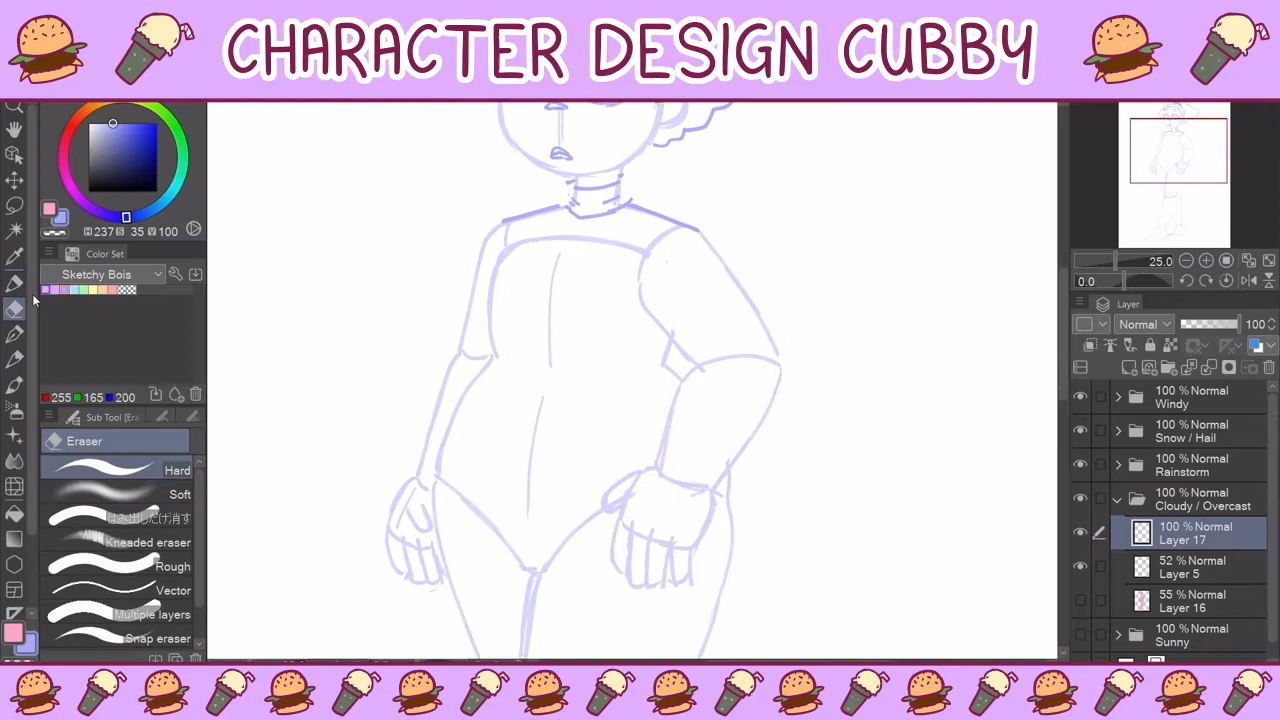 CHARACTER DESIGN CUBBY
H 237 S 35 V 100
Color Set
Sketchy Bois
255 165 200
Sub Tool [Era
Eraser
Hard
Soft
はみ出しだけ消す
Kneaded eraser
Rough
Vector
Multiple layers
Snap eraser
25.0
0.0
Layer
Normal 100
100 % Normal
Windy
100 % Normal
Snow / Hail
100 % Normal
Rainstorm
100 % Normal
Cloudy / Overcast
100 % Normal
Layer 17
52 % Normal
Layer 5
55 % Normal
Layer 16
100 % Normal
Sunny